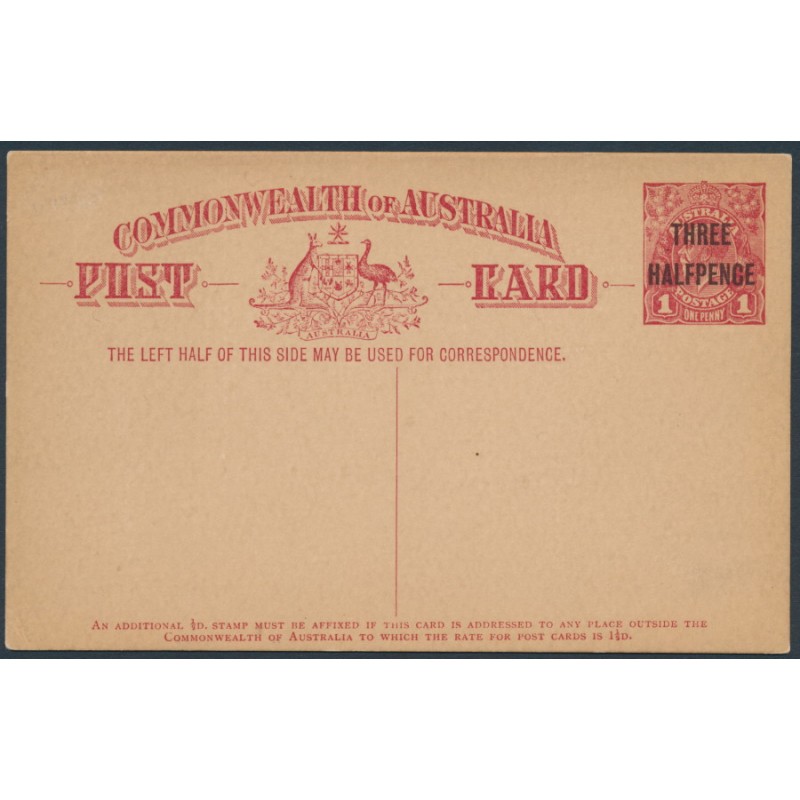 COMMONWEALTH OF AUSTRALIA
POST CARD
AUSTRALIA
THE LEFT HALF OF THIS SIDE MAY BE USED FOR CORRESPONDENCE.
AUSTRALIA
THREE
HALFPENCE
POSTAGE
1 ONE PENNY 1
AN ADDITIONAL ½D. STAMP MUST BE AFFIXED IF THIS CARD IS ADDRESSED TO ANY PLACE OUTSIDE THE
COMMONWEALTH OF AUSTRALIA TO WHICH THE RATE FOR POST CARDS IS 1½D.